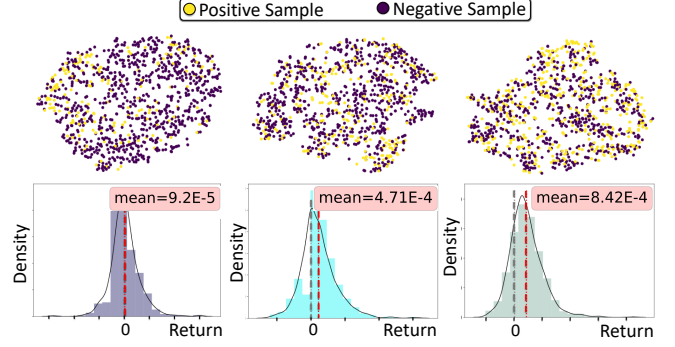 Positive Sample Negative Sample
mean=9.2E-5 mean=4.71E-4 mean=8.42E-4
Density Density Density
0 Return 0 Return 0 Return